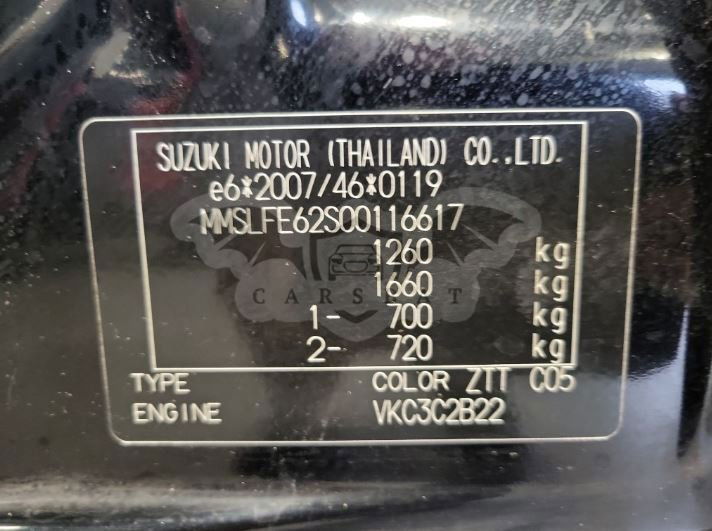 SUZUKI MOTOR (THAILAND) CO.,LTD.
e6*2007/46*0119
MMSLFE62S00116617
1260 kg
1660 kg
CARSEAT
1- 700 kg
2- 720 kg
TYPE COLOR ZTT C05
ENGINE VKC3C2B22